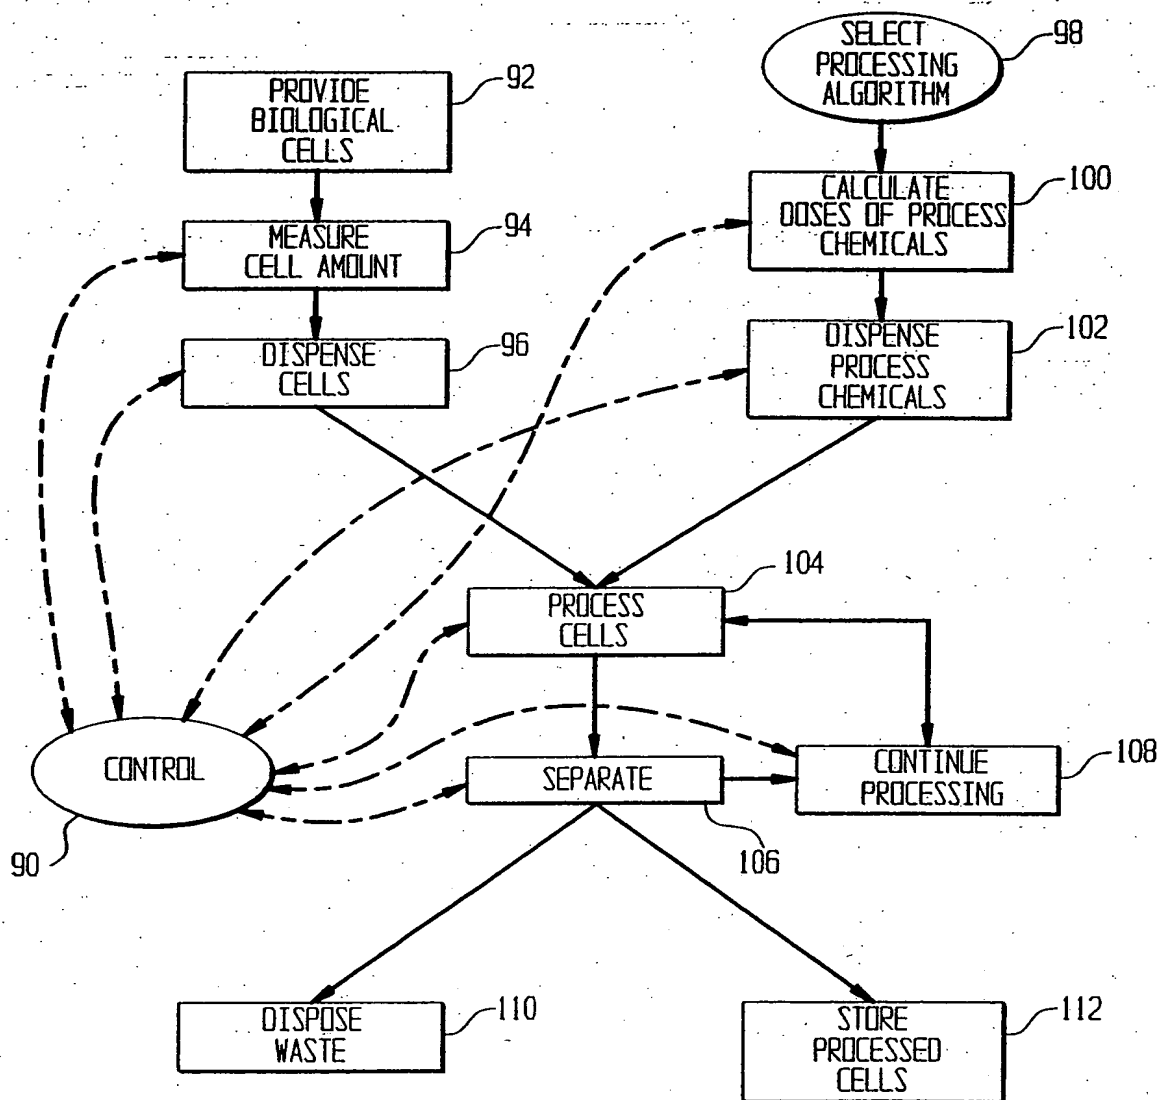 SELECT
PROCESSING
ALGORITHM
98
PROVIDE
BIOLOGICAL
CELLS
92
CALCULATE
DOSES OF PROCESS
CHEMICALS
100
MEASURE
CELL AMOUNT
94
DISPENSE
CELLS
96
DISPENSE
PROCESS
CHEMICALS
102
PROCESS
CELLS
104
CONTROL
90
SEPARATE
106
CONTINUE
PROCESSING
108
DISPOSE
WASTE
110
STORE
PROCESSED
CELLS
112